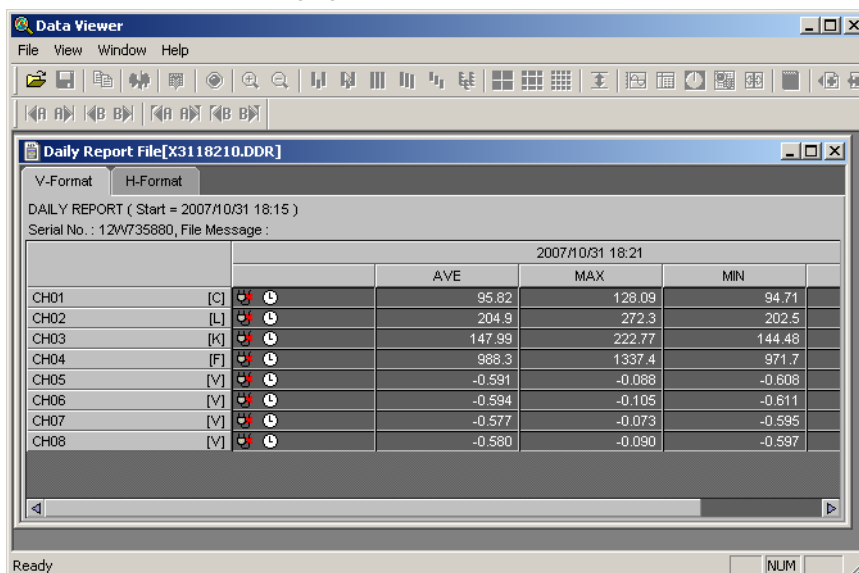 Data Viewer
File View Window Help
A A B B A A B B
Daily Report File[X3118210.DDR]
V-Format H-Format
DAILY REPORT ( Start = 2007/10/31 18:15 )
Serial No. : 12W735880, File Message :
2007/10/31 18:21
AVE MAX MIN
CH01 [C] 95.82 128.09 94.71
CH02 [L] 204.9 272.3 202.5
CH03 [K] 147.99 222.77 144.48
CH04 [F] 988.3 1337.4 971.7
CH05 [V] -0.591 -0.088 -0.608
CH06 [V] -0.594 -0.105 -0.611
CH07 [V] -0.577 -0.073 -0.595
CH08 [V] -0.580 -0.090 -0.597
Ready NUM